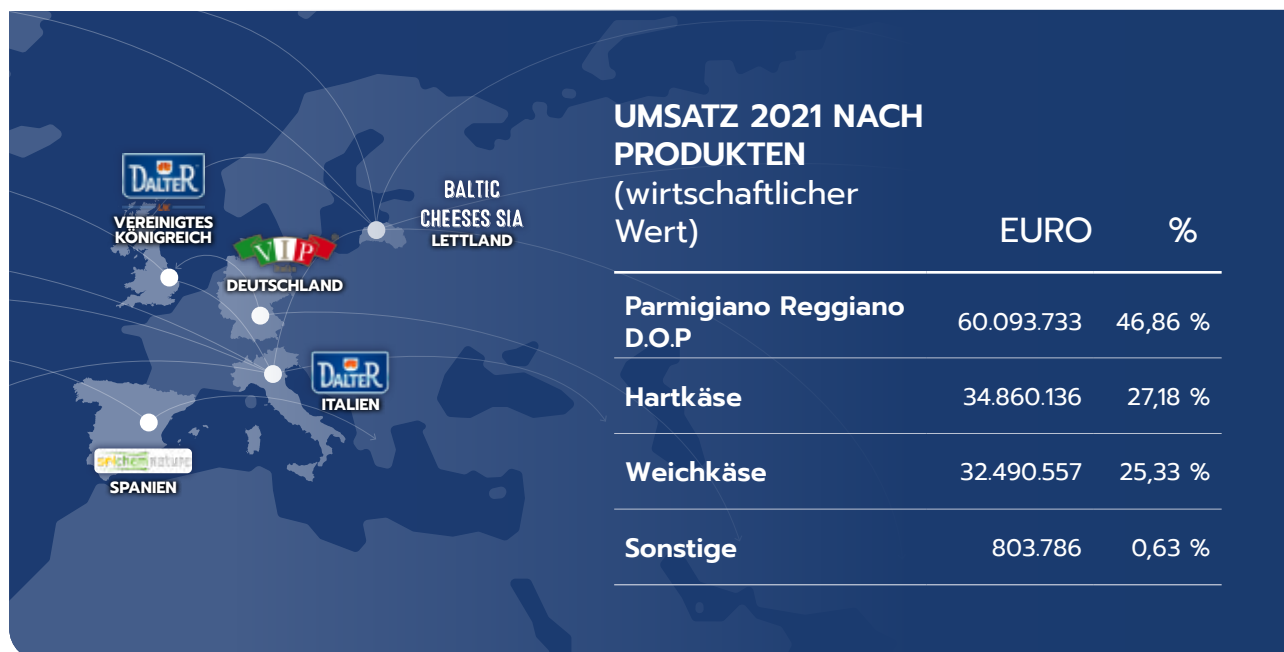 DALTER
VEREINIGTES
KÖNIGREICH
VIP
DEUTSCHLAND
BALTIC
CHEESES SIA
LETTLAND
DALTER
ITALIEN
SPANIEN
UMSATZ 2021 NACH
PRODUKTEN
(wirtschaftlicher
Wert) EURO %
Parmigiano Reggiano
D.O.P 60.093.733 46,86 %
Hartkäse 34.860.136 27,18 %
Weichkäse 32.490.557 25,33 %
Sonstige 803.786 0,63 %